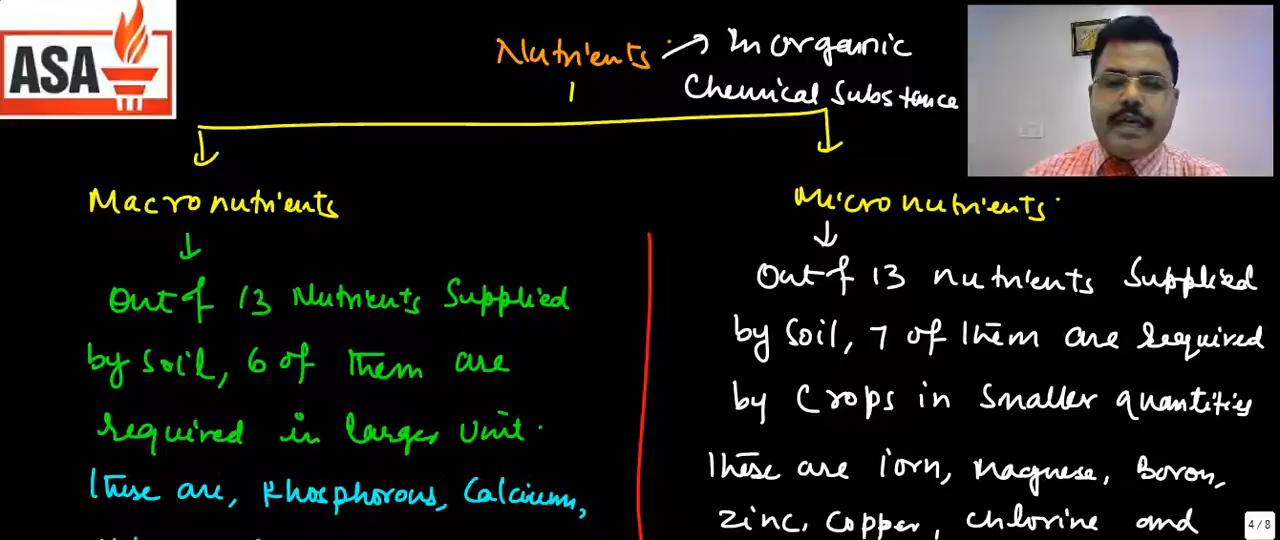 ASA
Nutrients → Inorganic
Chemical Substance
Macronutrients
Out of 13 Nutrients Supplied
by Soil, 6 of them are
required in larger Unit.
These are, Phosphorous, Calcium,
Micronutrients
Out of 13 nutrients Supplied
by Soil, 7 of them are required
by Crops in Smaller quantities
These are iorn, magnese, Boron,
Zinc, Copper, chlorine and
4/8